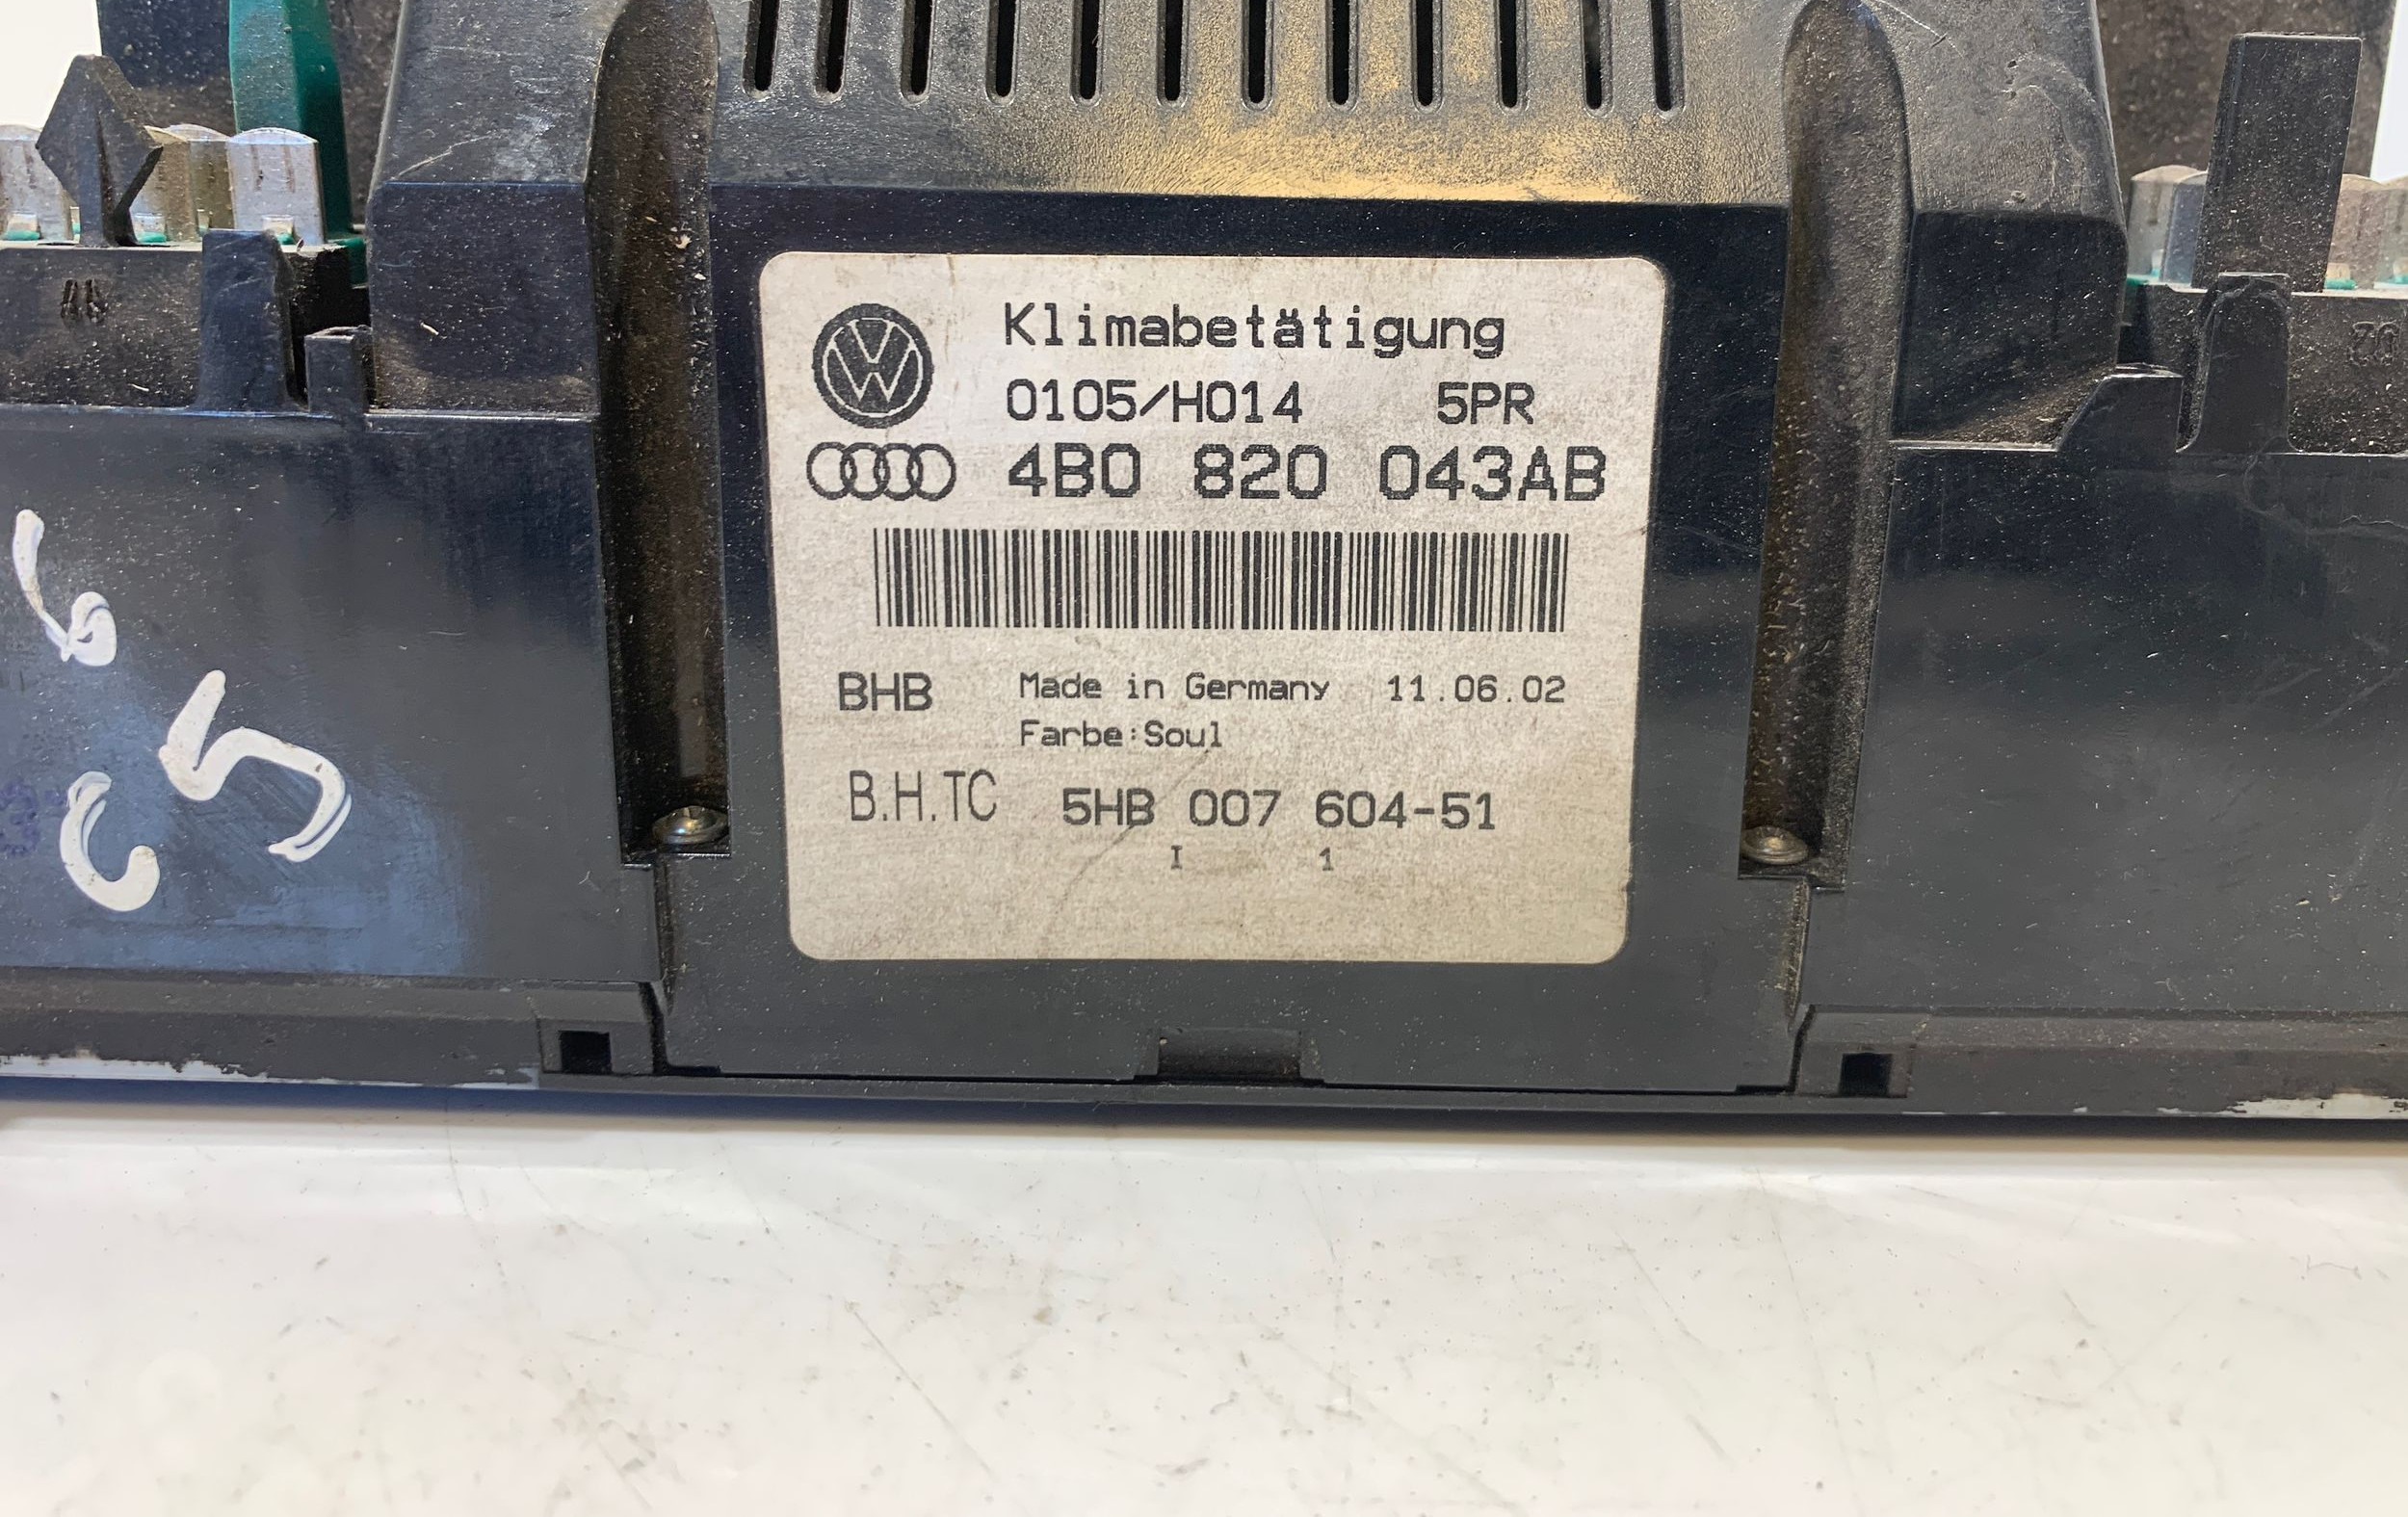 Klimabetätigung
0105/H014 5PR
4B0 820 043AB
BHB Made in Germany 11.06.02
Farbe:Soul
B.H.TC 5HB 007 604-51
I 1
C5